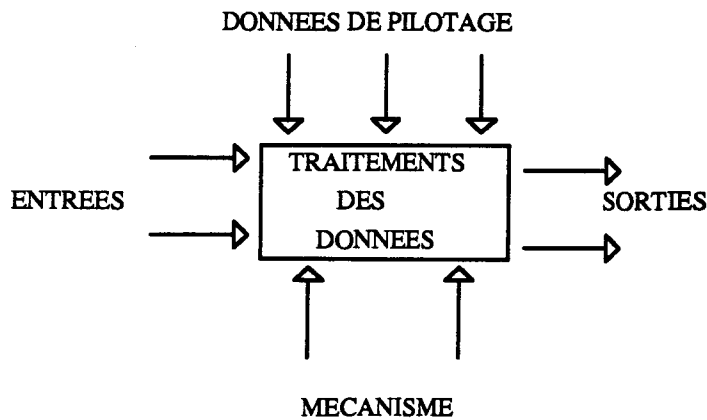 DONNEES DE PILOTAGE
TRAITEMENTS
ENTREES
DES
SORTIES
DONNEES
MECANISME